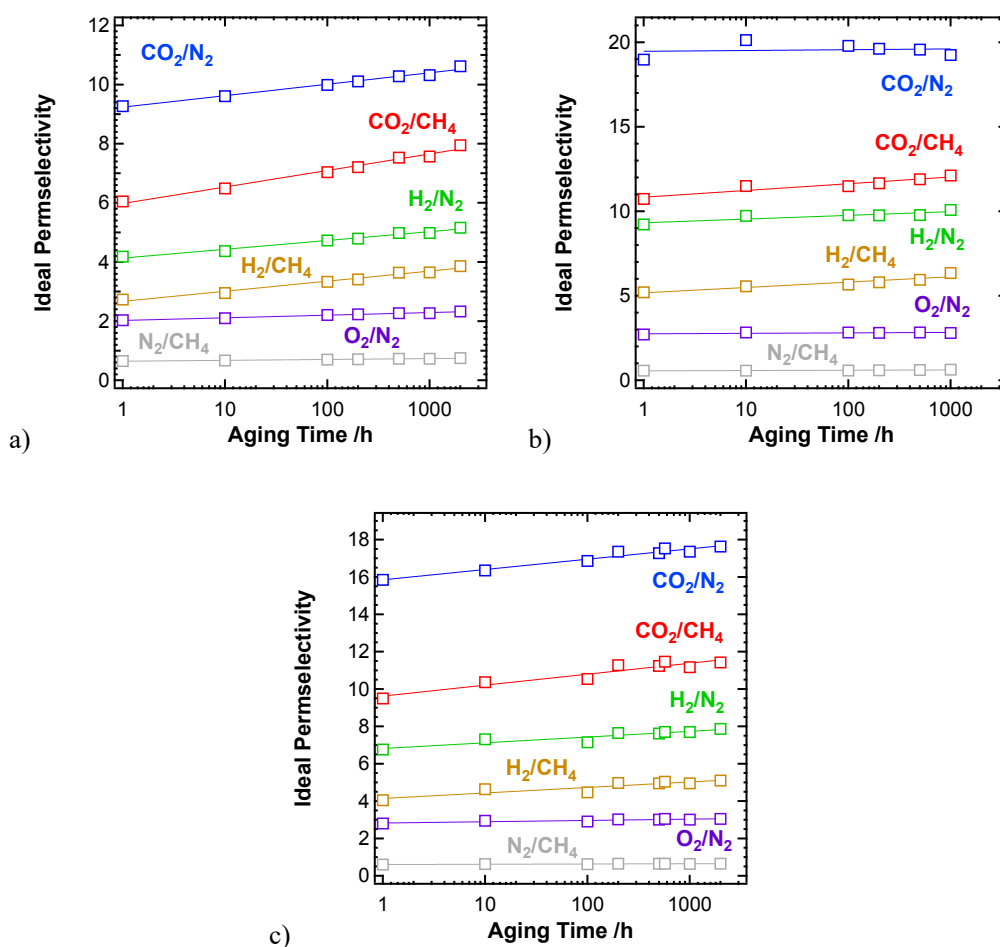 12
10
8
6
4
2
0
Ideal Permselectivity
CO₂/N₂
CO₂/CH₄
H₂/N₂
H₂/CH₄
O₂/N₂
N₂/CH₄
1 10 100 1000
Aging Time /h
a)
20
15
10
5
0
Ideal Permselectivity
CO₂/N₂
CO₂/CH₄
H₂/N₂
H₂/CH₄
O₂/N₂
N₂/CH₄
1 10 100 1000
Aging Time /h
b)
18
16
14
12
10
8
6
4
2
0
Ideal Permselectivity
CO₂/N₂
CO₂/CH₄
H₂/N₂
H₂/CH₄
O₂/N₂
N₂/CH₄
1 10 100 1000
Aging Time /h
c)